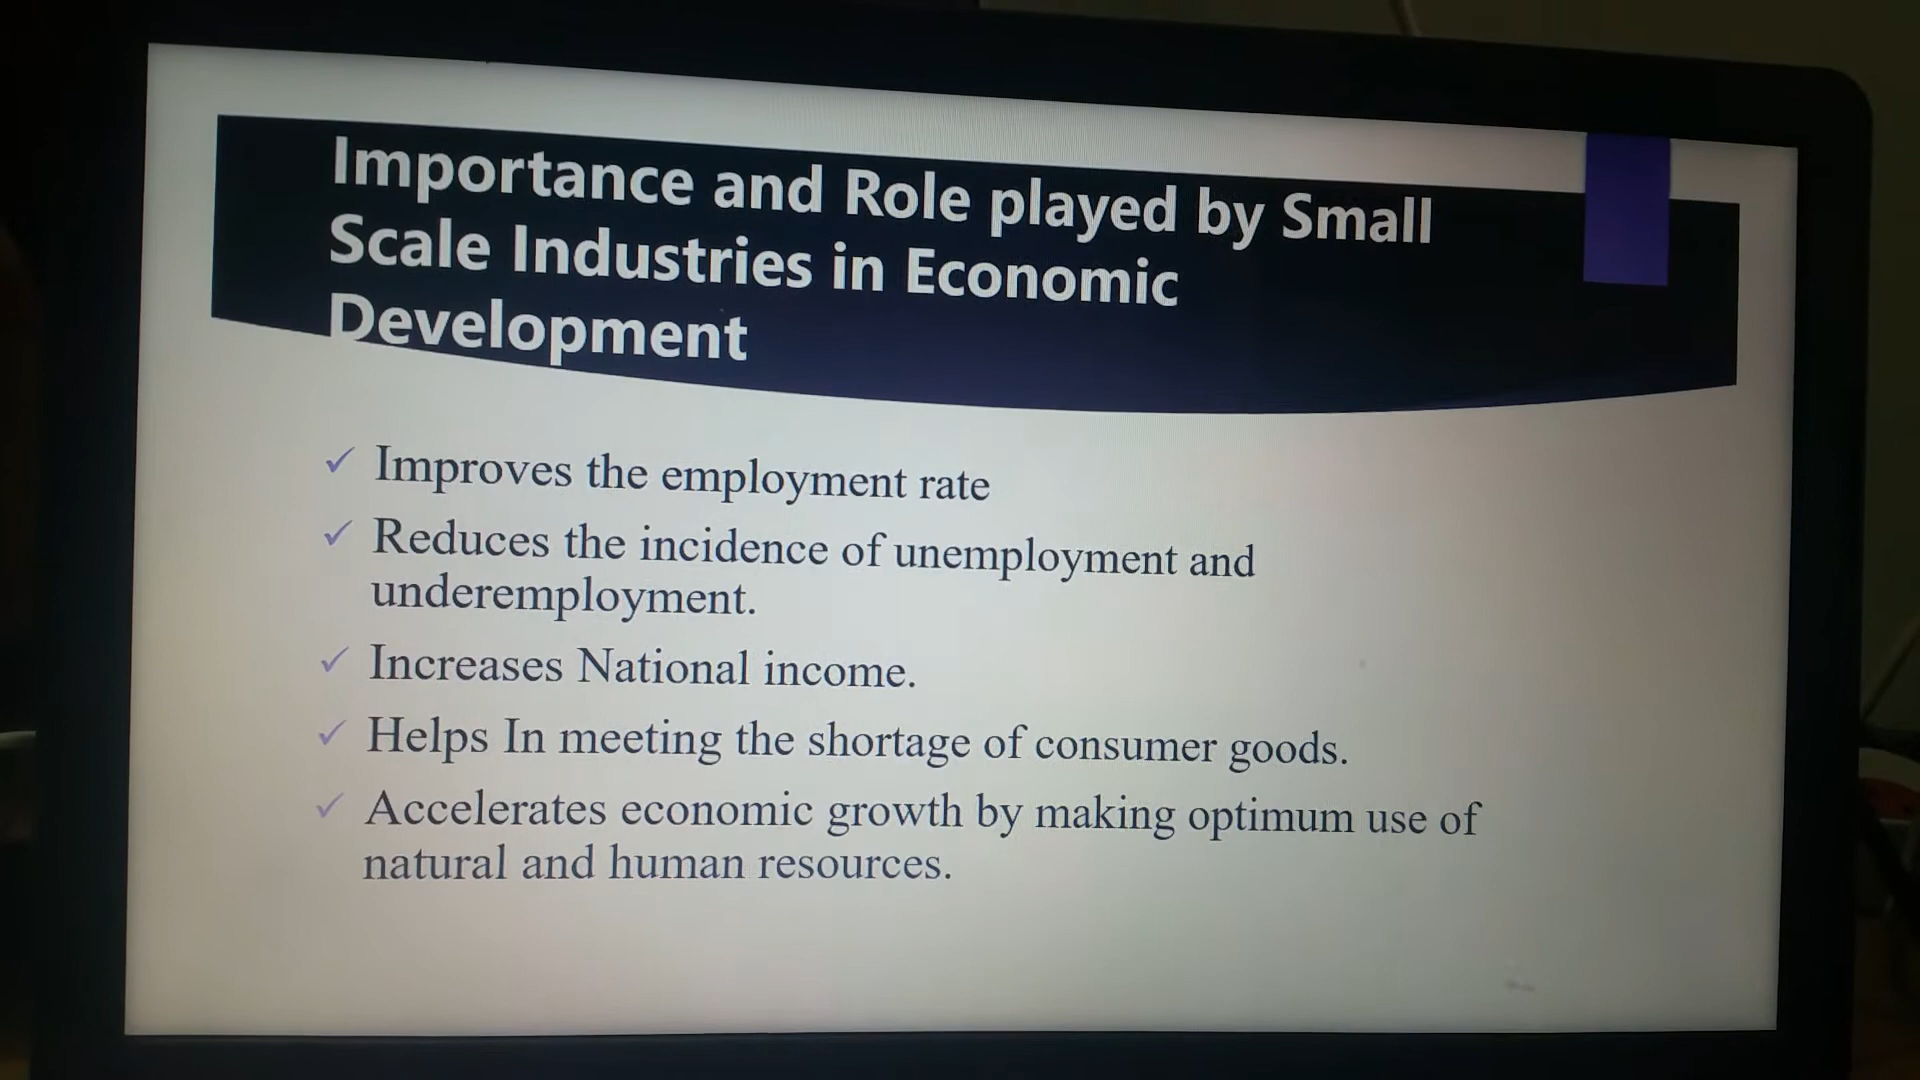 Importance and Role played by Small
Scale Industries in Economic
Development
✓ Improves the employment rate
✓ Reduces the incidence of unemployment and
underemployment.
✓ Increases National income.
✓ Helps In meeting the shortage of consumer goods.
✓ Accelerates economic growth by making optimum use of
natural and human resources.